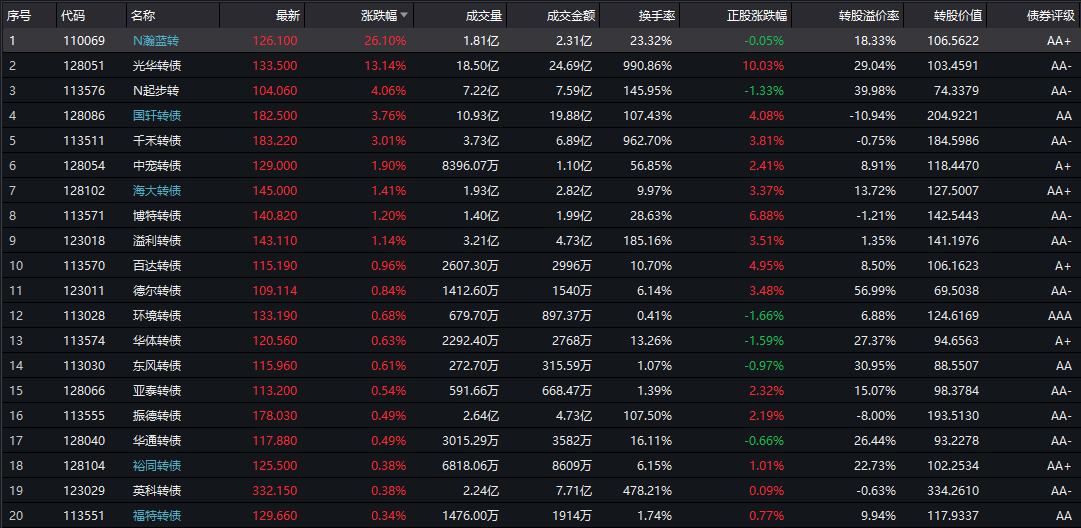 序号 代码 名称 最新 涨跌幅 成交量 成交金额 换手率 正股涨跌幅 转股溢价率 转股价值 债券评级
1 110069 N瀚蓝转 126.100 26.10% 1.81亿 2.31亿 23.32% -0.05% 18.33% 106.5622 AA+
2 128051 光华转债 133.500 13.14% 18.50亿 24.69亿 990.86% 10.03% 29.04% 103.4591 AA-
3 113576 N起步转 104.060 4.06% 7.22亿 7.59亿 145.95% -1.33% 39.98% 74.3379 AA-
4 128086 国轩转债 182.500 3.76% 10.93亿 19.88亿 107.43% 4.08% -10.94% 204.9221 AA
5 113511 千禾转债 183.220 3.01% 3.73亿 6.89亿 962.70% 3.81% -0.75% 184.5986 AA-
6 128054 中宠转债 129.000 1.90% 8396.07万 1.10亿 56.85% 2.41% 8.91% 118.4470 A+
7 128102 海大转债 145.000 1.41% 1.93亿 2.82亿 9.97% 3.37% 13.72% 127.5007 AA+
8 113571 博特转债 140.820 1.20% 1.40亿 1.99亿 28.63% 6.88% -1.21% 142.5443 AA-
9 123018 溢利转债 143.110 1.14% 3.21亿 4.73亿 185.16% 3.51% 1.35% 141.1976 AA-
10 113570 百达转债 115.190 0.96% 2607.30万 2996万 10.70% 4.95% 8.50% 106.1623 A+
11 123011 德尔转债 109.114 0.84% 1412.60万 1540万 6.14% 3.48% 56.99% 69.5038 AA-
12 113028 环境转债 133.190 0.68% 679.70万 897.37万 0.41% -1.66% 6.88% 124.6169 AAA
13 113574 华体转债 120.560 0.63% 2292.40万 2768万 13.26% -1.59% 27.37% 94.6563 A+
14 113030 东风转债 115.960 0.61% 272.70万 315.59万 1.07% -0.97% 30.95% 88.5507 AA
15 128066 亚泰转债 113.200 0.54% 591.66万 668.47万 1.39% 2.32% 15.07% 98.3784 AA-
16 113555 振德转债 178.030 0.49% 2.64亿 4.73亿 107.50% 2.19% -8.00% 193.5130 AA-
17 128040 华通转债 117.880 0.49% 3015.29万 3582万 16.11% -0.66% 26.44% 93.2278 AA-
18 128104 裕同转债 125.500 0.38% 6818.06万 8609万 6.15% 1.01% 22.73% 102.2534 AA+
19 123029 英科转债 332.150 0.38% 2.24亿 7.71亿 478.21% 0.09% -0.63% 334.2610 AA-
20 113551 福特转债 129.660 0.34% 1476.00万 1914万 1.74% 0.77% 9.94% 117.9337 AA